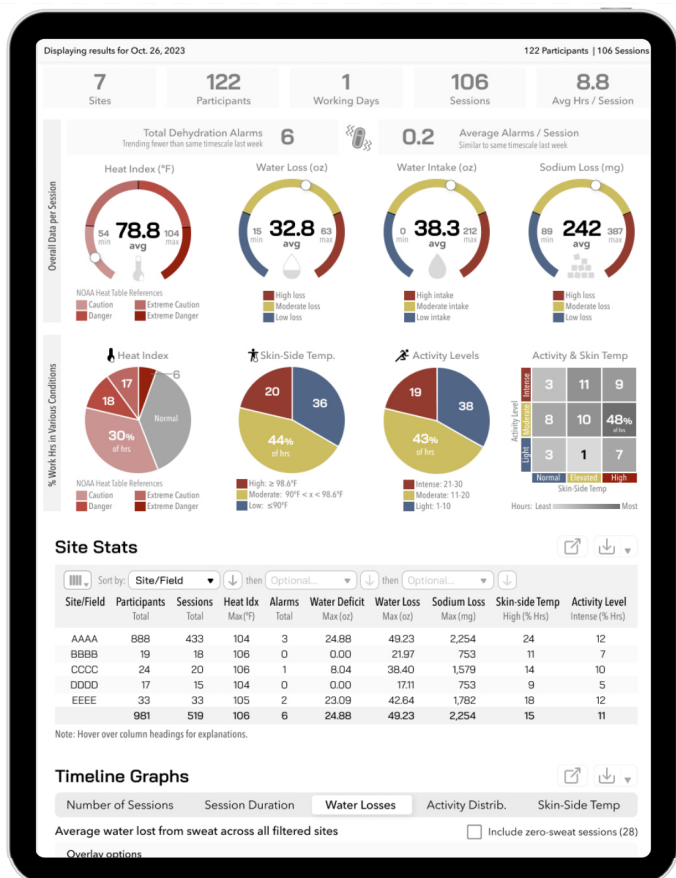 Displaying results for Oct. 26, 2023
122 Participants | 106 Sessions
7 122 1 106 8.8
Sites Participants Working Days Sessions Avg Hrs / Session
Total Dehydration Alarms 6 0.2 Average Alarms / Session
Trending fewer than same timescale last week Similar to same timescale last week
Overall Data per Session
Heat Index (°F) Water Loss (oz) Water Intake (oz) Sodium Loss (mg)
54 min 78.8 avg 104 max
15 min 32.8 avg 63 max
0 min 38.3 avg 212 max
89 min 242 avg 387 max
NOAA Heat Table References
Caution Extreme Caution
Danger Extreme Danger
High loss
Moderate loss
Low loss
High intake
Moderate intake
Low intake
High loss
Moderate loss
Low loss
% Work Hrs in Various Conditions
Heat Index
6
17
18
Normal
30%
of hrs
NOAA Heat Table References
Caution Extreme Caution
Danger Extreme Danger
Skin-Side Temp.
20
36
44%
of hrs
High: ≥ 98.6°F
Moderate: 90°F < x < 98.6°F
Low: ≤90°F
Activity Levels
19
38
43%
of hrs
Intense: 21-30
Moderate: 11-20
Light: 1-10
Activity & Skin Temp
Activity Level
Intense 3 11 9
Moderate 8 10 48%
of hrs
Light 3 1 7
Normal Elevated High
Skin-Side Temp
Hours: Least Most
Site Stats
Sort by: Site/Field then Optional... then Optional...
Site/Field Participants Sessions Heat Idx Alarms Water Deficit Water Loss Sodium Loss Skin-side Temp Activity Level
Total Total Max(°F) Total Max (oz) Max (oz) Max (mg) High (% Hrs) Intense (% Hrs)
AAAA 888 433 104 3 24.88 49.23 2,254 24 12
BBBB 19 18 106 0 0.00 21.97 753 11 7
CCCC 24 20 106 1 8.04 38.40 1,579 14 10
DDDD 17 15 104 0 0.00 17.11 753 9 5
EEEE 33 33 105 2 23.09 42.64 1,782 18 12
981 519 106 6 24.88 49.23 2,254 15 11
Note: Hover over column headings for explanations.
Timeline Graphs
Number of Sessions Session Duration Water Losses Activity Distrib. Skin-Side Temp
Average water lost from sweat across all filtered sites
Include zero-sweat sessions (28)
Overlay options